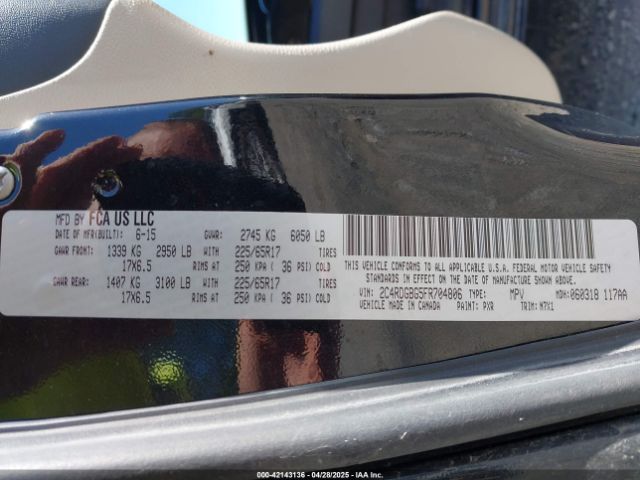 MFD BY FCA US LLC
DATE OF MFR(BUILT): 6-15 GVWR: 2745 KG 6050 LB
GAWR FRONT: 1339 KG 2950 LB WITH 225/65R17 TIRES
17X6.5 RIMS AT 250 KPA ( 36 PSI) COLD
GAWR REAR: 1407 KG 3100 LB WITH 225/65R17 TIRES
17X6.5 RIMS AT 250 KPA ( 36 PSI) COLD
THIS VEHICLE CONFORMS TO ALL APPLICABLE U.S.A. FEDERAL MOTOR VEHICLE SAFETY
AND THEFT PREVENTION STANDARDS IN EFFECT ON THE DATE OF MANUFACTURE SHOWN ABOVE.
VIN: 2C4RDGBG5FR704806 TYPE: MPV MDH: 060318 117AA
VEHICLE MADE IN CANADA PAINT: PXR TRIM: M7X1
000-42143136 | 04/28/2025 - IAA Inc.